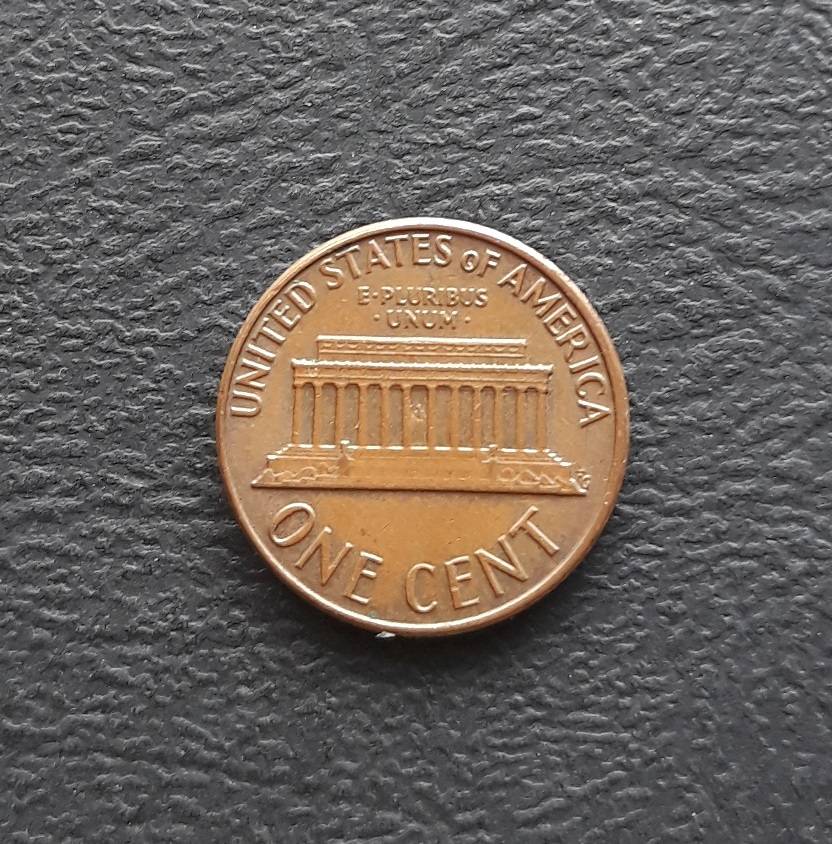 UNITED STATES OF AMERICA
E·PLURIBUS
·UNUM·
ONE CENT